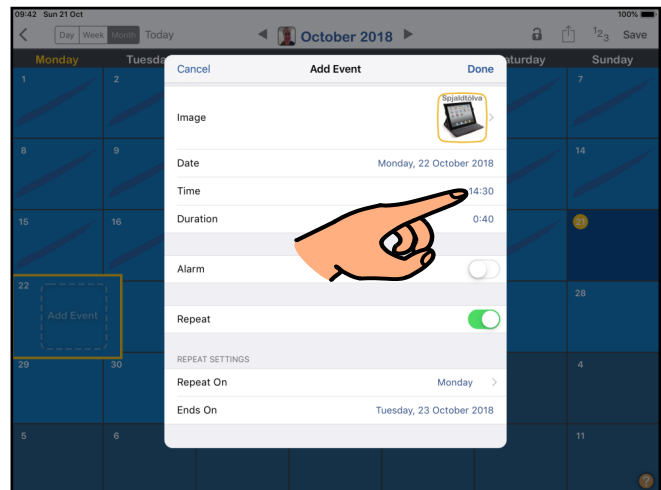 09:42 Sun 21 Oct
100%
Day Week Month Today
October 2018
123 Save
Monday Tuesda
aturday Sunday
Cancel Add Event Done
1 2 7
Image
Spjaldtölva
8 9 14
Date Monday, 22 October 2018
Time 14:30
Duration 0:40
15 16 21
Alarm
22 28
Add Event
Repeat
REPEAT SETTINGS
29 30 4
Repeat On Monday
Ends On Tuesday, 23 October 2018
5 6 11
?